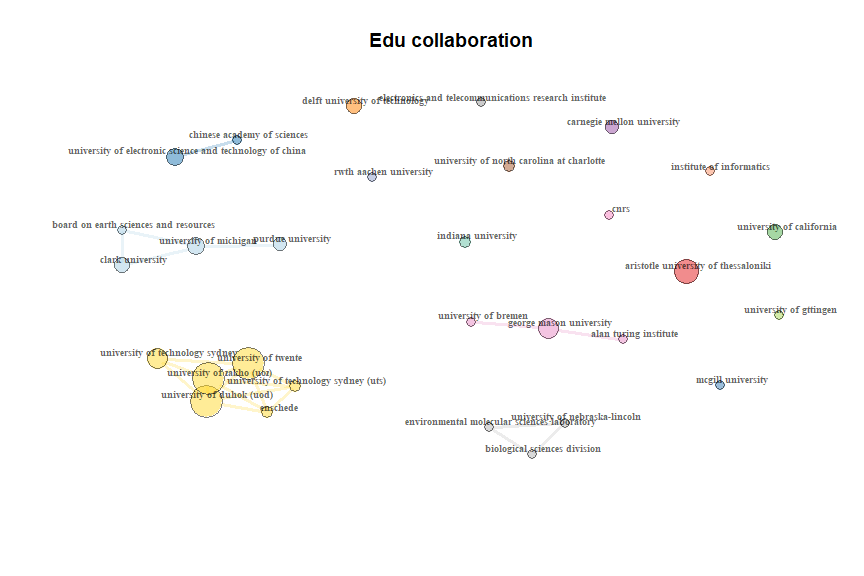 Edu collaboration
electronics and telecommunications research institute
delft university of technology
carnegie mellon university
chinese academy of sciences
university of electronic science and technology of china
university of north carolina at charlotte
institute of informatics
rwth aachen university
cnrs
board on earth sciences and resources
university of california
indiana university
purdue university
university of michigan
clark university
aristotle university of thessaloniki
university of gttingen
university of bremen
george mason university
alan turing institute
university of technology sydney
university of twente
university of zakho (uoz)
university of technology sydney (uts)
mcgill university
university of duhok (uod)
enschede
university of nebraska-lincoln
environmental molecular sciences laboratory
biological sciences division